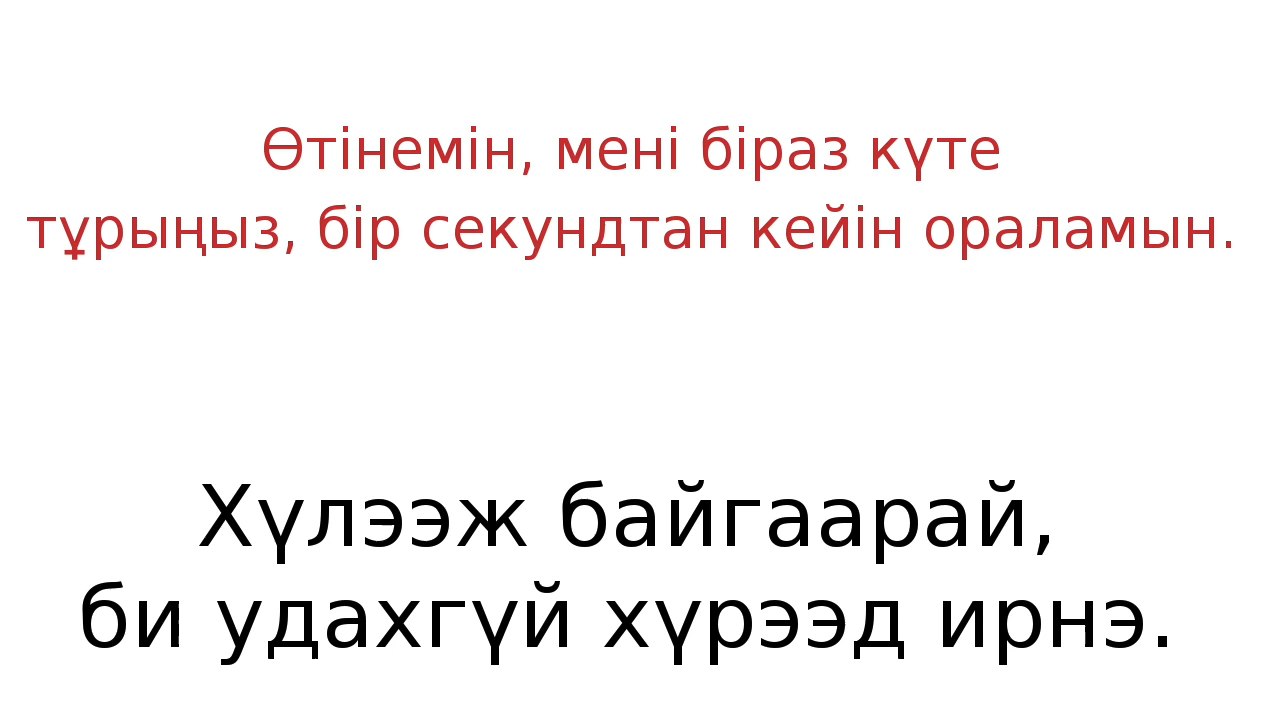 Өтінемін, мені біраз күте
тұрыңыз, бір секундтан кейін ораламын.
Хүлээж байгаарай,
би удахгүй хүрээд ирнэ.